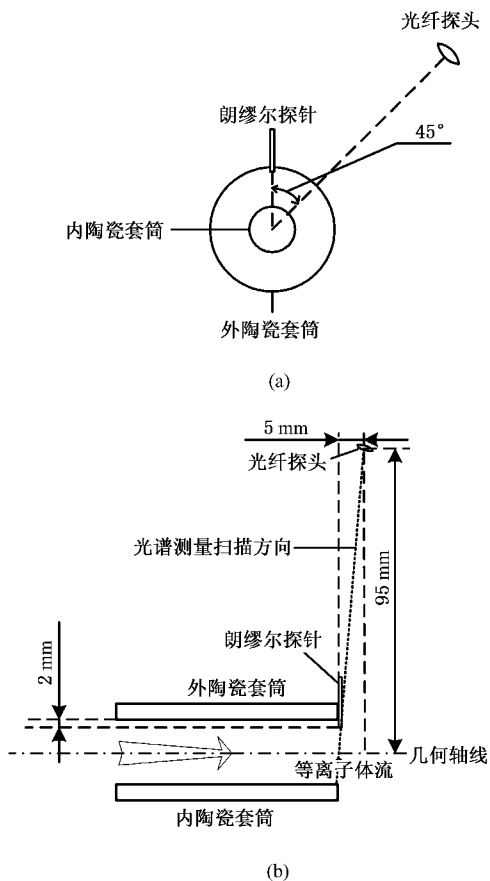 光纤探头
朗缪尔探针
45°
内陶瓷套筒
外陶瓷套筒
(a)
5 mm
光纤探头
光谱测量扫描方向
95 mm
朗缪尔探针
2 mm
外陶瓷套筒
几何轴线
等离子体流
内陶瓷套筒
(b)